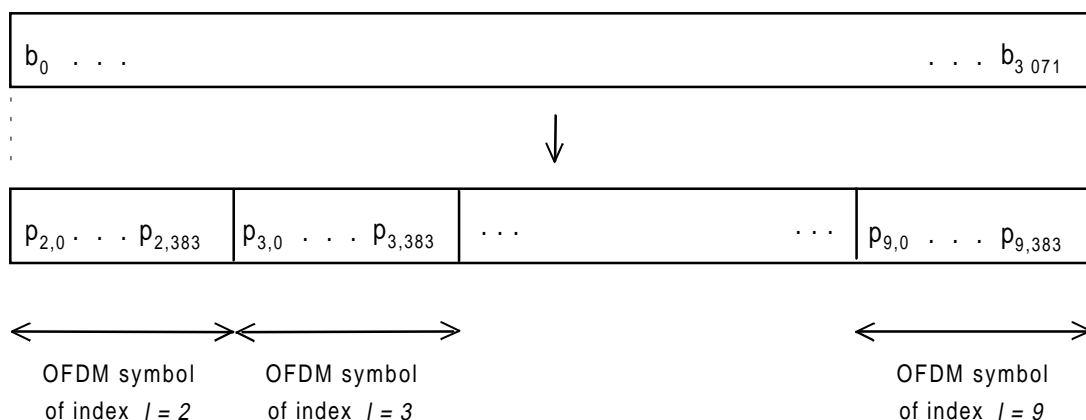 b0 . . . . . . b3 071
p2,0 . . . p2,383 p3,0 . . . p3,383 . . . . . . p9,0 . . . p9,383
OFDM symbol OFDM symbol OFDM symbol
of index l = 2 of index l = 3 of index l = 9